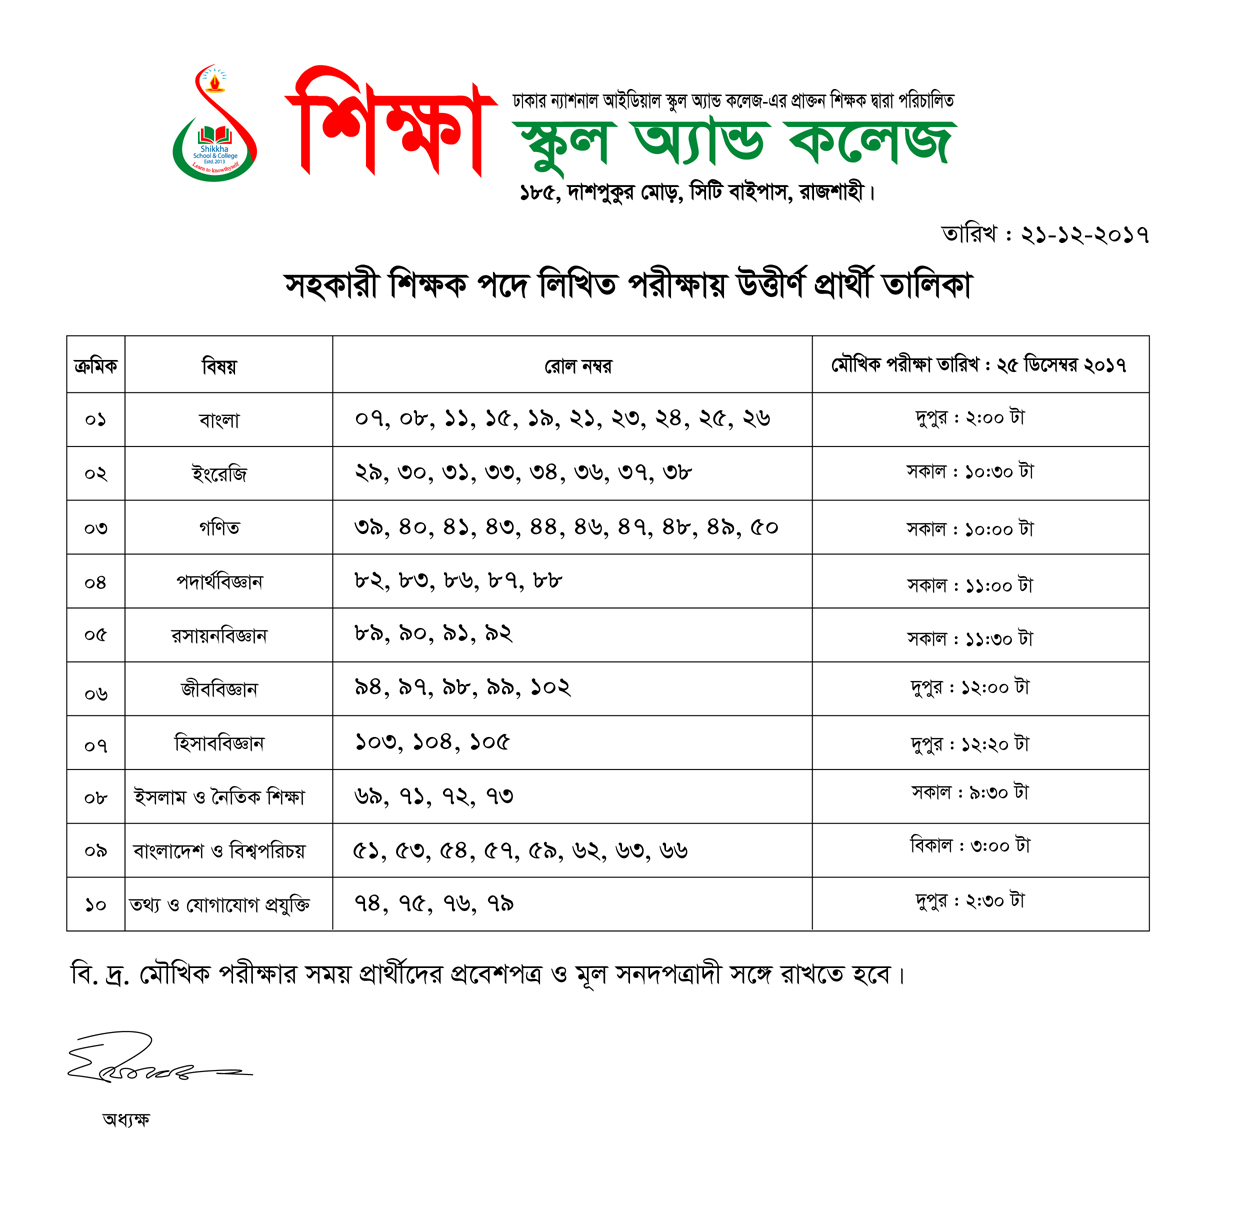 শিক্ষা
ঢাকার ন্যাশনাল আইডিয়াল স্কুল অ্যান্ড কলেজ-এর প্রাক্তন শিক্ষক দ্বারা পরিচালিত
স্কুল অ্যান্ড কলেজ
Shikkha
School & College
Estd. 2013
১৮৫, দাশপুকুর মোড়, সিটি বাইপাস, রাজশাহী।
তারিখ : ২১-১২-২০১৭
সহকারী শিক্ষক পদে লিখিত পরীক্ষায় উত্তীর্ণ প্রার্থী তালিকা
ক্রমিক বিষয় রোল নম্বর মৌখিক পরীক্ষা তারিখ : ২৫ ডিসেম্বর ২০১৭
০১ বাংলা ০৭, ০৮, ১১, ১৫, ১৯, ২১, ২৩, ২৪, ২৫, ২৬ দুপুর : ২:০০ টা
০২ ইংরেজি ২৯, ৩০, ৩১, ৩৩, ৩৪, ৩৬, ৩৭, ৩৮ সকাল : ১০:৩০ টা
০৩ গণিত ৩৯, ৪০, ৪১, ৪৩, ৪৪, ৪৬, ৪৭, ৪৮, ৪৯, ৫০ সকাল : ১০:০০ টা
০৪ পদার্থবিজ্ঞান ৮২, ৮৩, ৮৬, ৮৭, ৮৮ সকাল : ১১:০০ টা
০৫ রসায়নবিজ্ঞান ৮৯, ৯০, ৯১, ৯২ সকাল : ১১:৩০ টা
০৬ জীববিজ্ঞান ৯৪, ৯৭, ৯৮, ৯৯, ১০২ দুপুর : ১২:০০ টা
০৭ হিসাববিজ্ঞান ১০৩, ১০৪, ১০৫ দুপুর : ১২:২০ টা
০৮ ইসলাম ও নৈতিক শিক্ষা ৬৯, ৭১, ৭২, ৭৩ সকাল : ৯:৩০ টা
০৯ বাংলাদেশ ও বিশ্বপরিচয় ৫১, ৫৩, ৫৪, ৫৭, ৫৯, ৬২, ৬৩, ৬৬ বিকাল : ৩:০০ টা
১০ তথ্য ও যোগাযোগ প্রযুক্তি ৭৪, ৭৫, ৭৬, ৭৯ দুপুর : ২:৩০ টা
বি. দ্র. মৌখিক পরীক্ষার সময় প্রার্থীদের প্রবেশপত্র ও মূল সনদপত্রাদী সঙ্গে রাখতে হবে।
অধ্যক্ষ